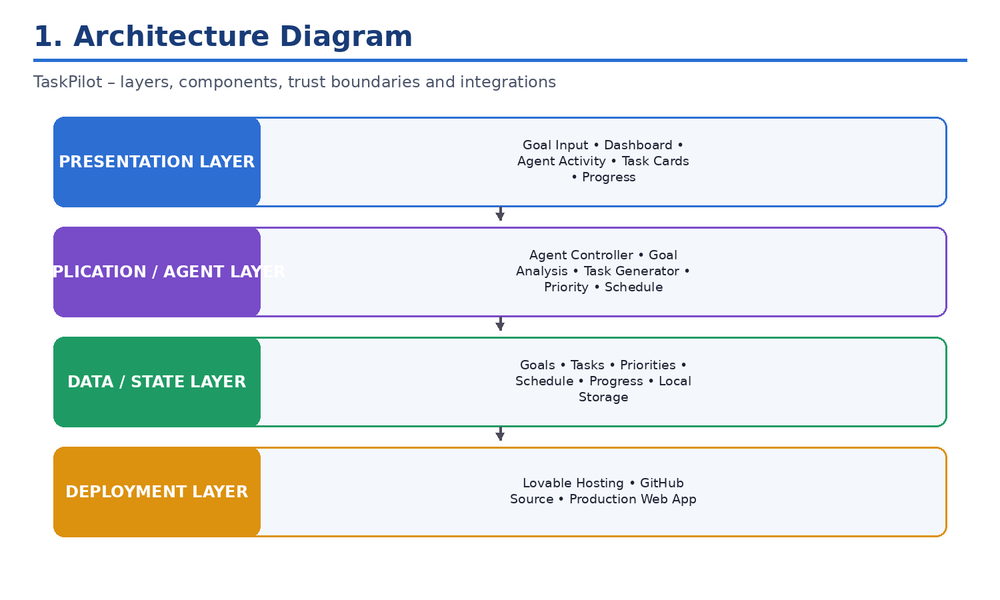 1. Architecture Diagram
TaskPilot – layers, components, trust boundaries and integrations
PRESENTATION LAYER
Goal Input • Dashboard •
Agent Activity • Task Cards
• Progress
PLICATION / AGENT LAYER
Agent Controller • Goal
Analysis • Task Generator •
Priority • Schedule
DATA / STATE LAYER
Goals • Tasks • Priorities •
Schedule • Progress • Local
Storage
DEPLOYMENT LAYER
Lovable Hosting • GitHub
Source • Production Web App